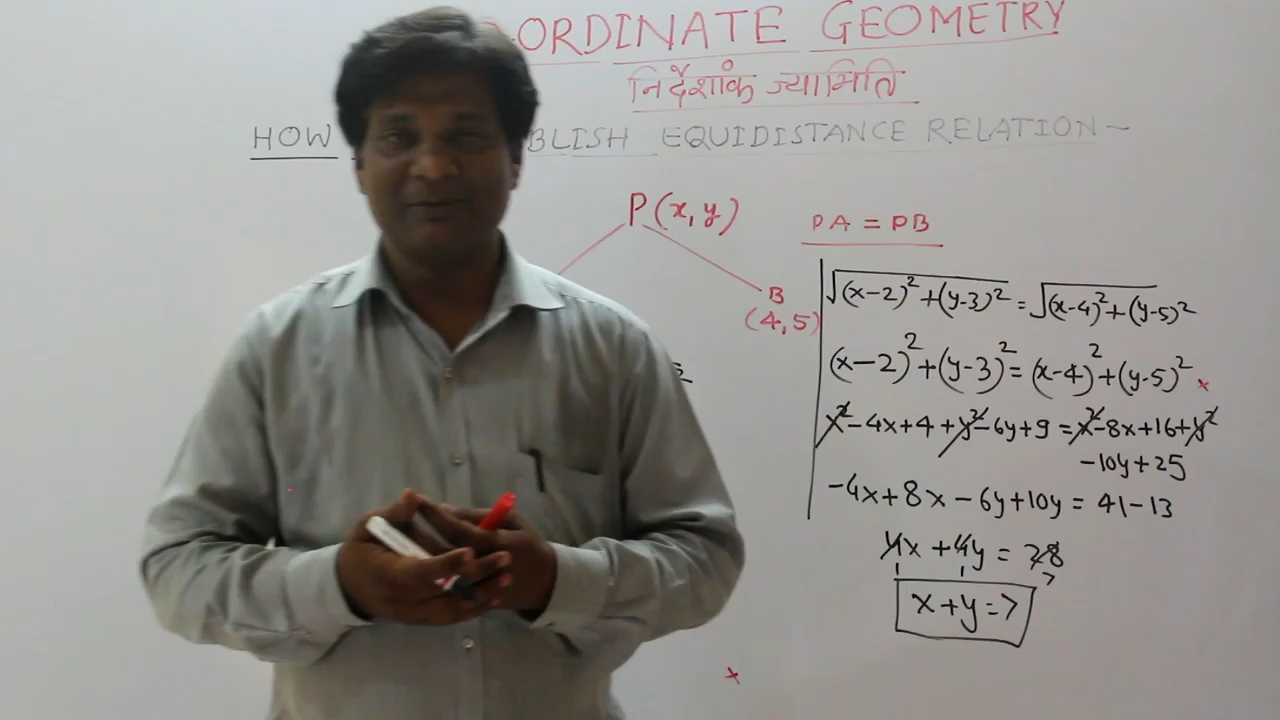 ORDINATE GEOMETRY
निर्देशांक ज्यामिति
HOW BLISH EQUIDISTANCE RELATION~
P(x, y)
B
(4, 5)
PA = PB
√(x-2)²+(y-3)² = √(x-4)²+(y-5)²
(x-2)²+(y-3)² = (x-4)²+(y-5)²
x²-4x+4+y²-6y+9 = x²-8x+16+y²
-10y+25
-4x+8x-6y+10y = 41-13
4x+4y = 28
7
x+y=7